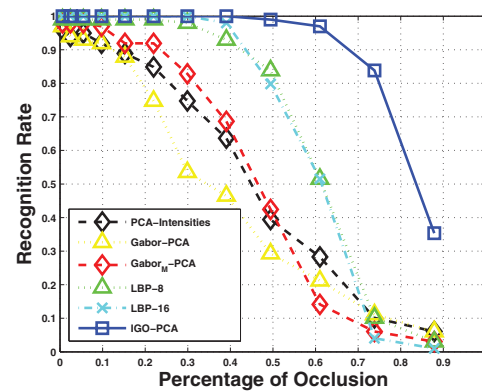 1
0.9
0.8
0.7
0.6
0.5
0.4
0.3
0.2
0.1
0
Recognition Rate
PCA–Intensities
Gabor–PCA
Gabor_M–PCA
LBP–8
LBP–16
IGO–PCA
0 0.1 0.2 0.3 0.4 0.5 0.6 0.7 0.8 0.9
Percentage of Occlusion